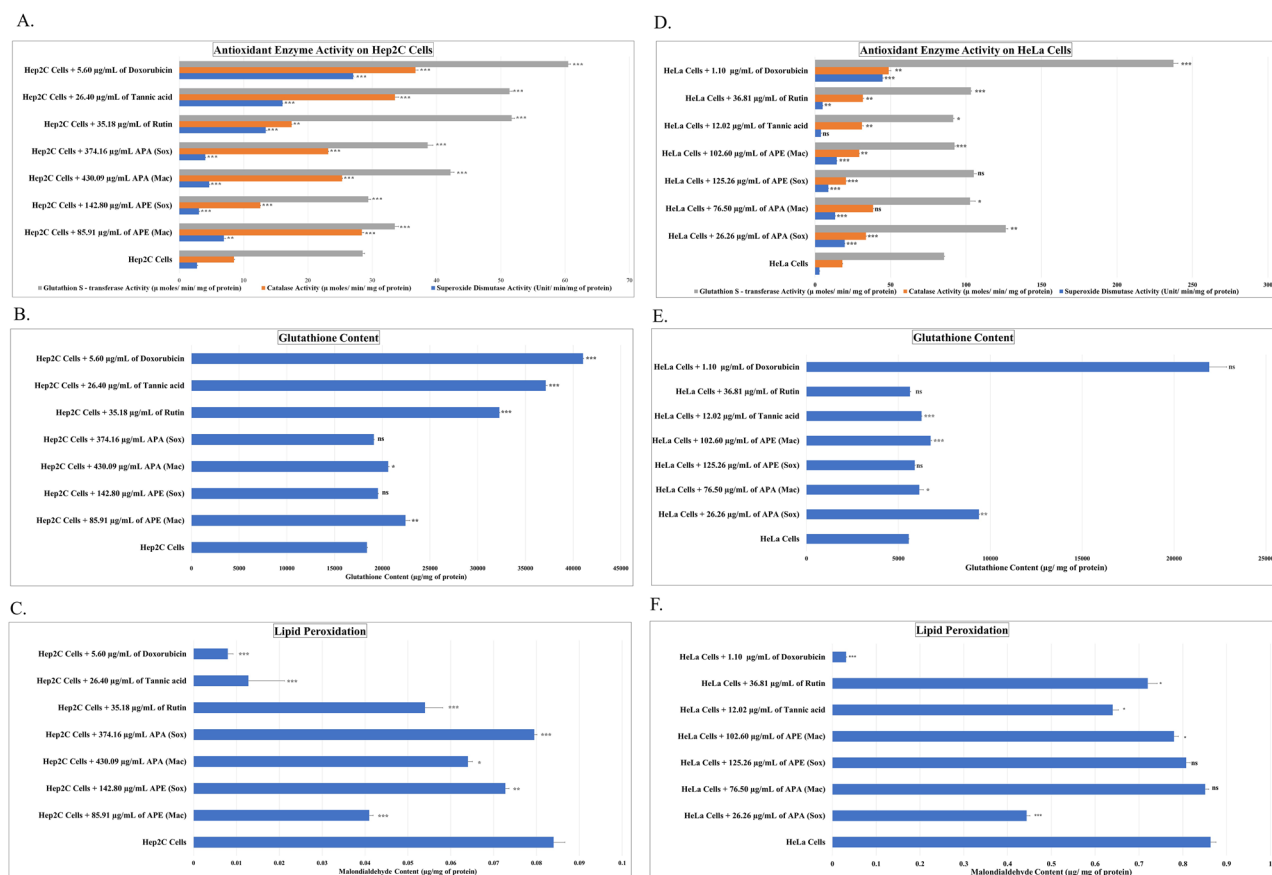 A.
Antioxidant Enzyme Activity on Hep2C Cells
Hep2C Cells + 5.60 µg/mL of Doxorubicin
***
***
***
Hep2C Cells + 26.40 µg/mL of Tannic acid
***
***
***
Hep2C Cells + 35.18 µg/mL of Rutin
***
**
***
Hep2C Cells + 374.16 µg/mL APA (Sox)
***
***
***
Hep2C Cells + 430.09 µg/mL APA (Mac)
***
***
***
Hep2C Cells + 142.80 µg/mL APE (Sox)
***
***
***
Hep2C Cells + 85.91 µg/mL of APE (Mac)
***
***
**
Hep2C Cells
0 10 20 30 40 50 60 70
Glutathion S - transferase Activity (µ moles/ min/ mg of protein) Catalase Activity (µ moles/ min/ mg of protein) Superoxide Dismutase Activity (Unit/ min/mg of protein)
B.
Glutathione Content
Hep2C Cells + 5.60 µg/mL of Doxorubicin ***
Hep2C Cells + 26.40 µg/mL of Tannic acid ***
Hep2C Cells + 35.18 µg/mL of Rutin ***
Hep2C Cells + 374.16 µg/mL APA (Sox) ns
Hep2C Cells + 430.09 µg/mL APA (Mac) *
Hep2C Cells + 142.80 µg/mL APE (Sox) ns
Hep2C Cells + 85.91 µg/mL of APE (Mac) **
Hep2C Cells
0 5000 10000 15000 20000 25000 30000 35000 40000 45000
Glutathione Content (µg/mg of protein)
C.
Lipid Peroxidation
Hep2C Cells + 5.60 µg/mL of Doxorubicin ***
Hep2C Cells + 26.40 µg/mL of Tannic acid ***
Hep2C Cells + 35.18 µg/mL of Rutin ***
Hep2C Cells + 374.16 µg/mL APA (Sox) ***
Hep2C Cells + 430.09 µg/mL APA (Mac) *
Hep2C Cells + 142.80 µg/mL APE (Sox) **
Hep2C Cells + 85.91 µg/mL of APE (Mac) ***
Hep2C Cells
0 0.01 0.02 0.03 0.04 0.05 0.06 0.07 0.08 0.09 0.1
Malondialdehyde Content (µg/mg of protein)
D.
Antioxidant Enzyme Activity on HeLa Cells
HeLa Cells + 1.10 µg/mL of Doxorubicin
***
**
***
HeLa Cells + 36.81 µg/mL of Rutin
***
**
**
HeLa Cells + 12.02 µg/mL of Tannic acid
*
**
ns
HeLa Cells + 102.60 µg/mL of APE (Mac)
***
**
***
HeLa Cells + 125.26 µg/mL of APE (Sox)
ns
***
***
HeLa Cells + 76.50 µg/mL of APA (Mac)
*
ns
***
HeLa Cells + 26.26 µg/mL of APA (Sox)
**
***
***
HeLa Cells
0 50 100 150 200 250 300
Glutathion S - transferase Activity (µ moles/ min/ mg of protein) Catalase Activity (µ moles/ min/ mg of protein) Superoxide Dismutase Activity (Unit/ min/mg of protein)
E.
Glutathione Content
HeLa Cells + 1.10 µg/mL of Doxorubicin ns
HeLa Cells + 36.81 µg/mL of Rutin ns
HeLa Cells + 12.02 µg/mL of Tannic acid ***
HeLa Cells + 102.60 µg/mL of APE (Mac) ***
HeLa Cells + 125.26 µg/mL of APE (Sox) ns
HeLa Cells + 76.50 µg/mL of APA (Mac) *
HeLa Cells + 26.26 µg/mL of APA (Sox) **
HeLa Cells
0 5000 10000 15000 20000 25000
Glutathione Content (µg/ mg of protein)
F.
Lipid Peroxidation
HeLa Cells + 1.10 µg/mL of Doxorubicin ***
HeLa Cells + 36.81 µg/mL of Rutin *
HeLa Cells + 12.02 µg/mL of Tannic acid *
HeLa Cells + 102.60 µg/mL of APE (Mac) *
HeLa Cells + 125.26 µg/mL of APE (Sox) ns
HeLa Cells + 76.50 µg/mL of APA (Mac) ns
HeLa Cells + 26.26 µg/mL of APA (Sox) ***
HeLa Cells
0 0.1 0.2 0.3 0.4 0.5 0.6 0.7 0.8 0.9 1
Malondialdehyde Content (µg/ mg of protein)